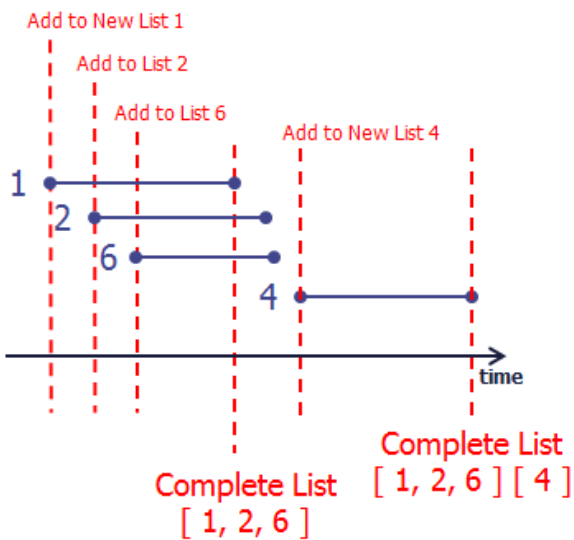 Add to New List 1
Add to List 2
Add to List 6
Add to New List 4
1
2
6
4
time
Complete List
[ 1, 2, 6 ] [ 4 ]
Complete List
[ 1, 2, 6 ]